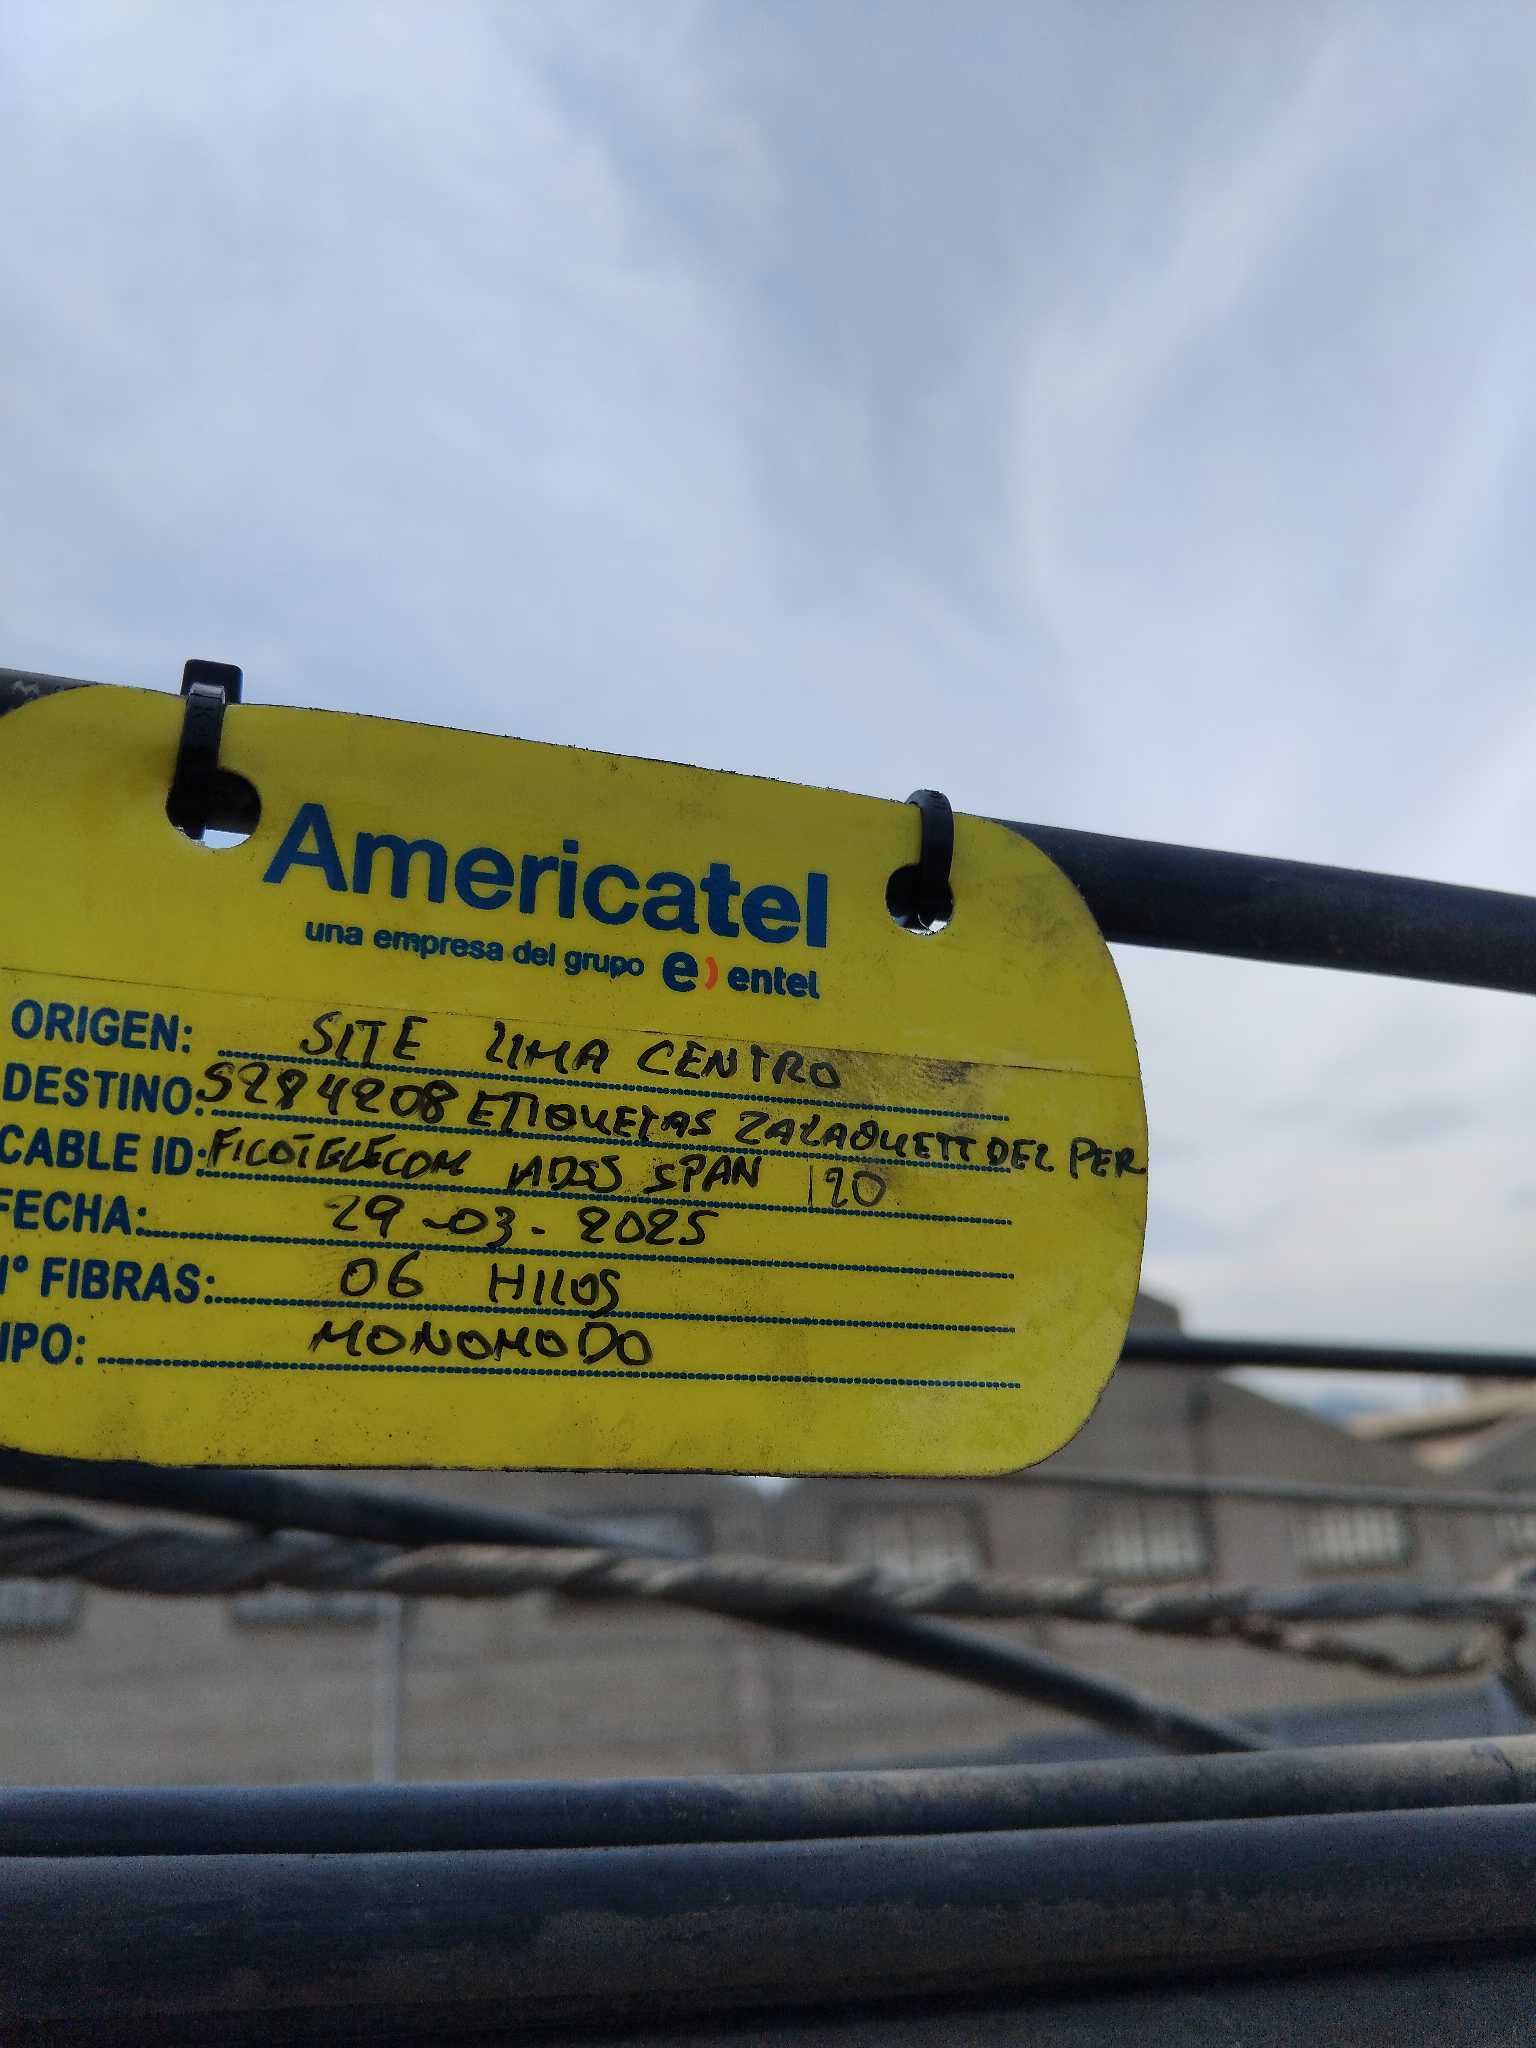 Americatel
una empresa del grupo e) entel
ORIGEN: SITE LIMA CENTRO
DESTINO: S284208 ETIQUETAS ZALAQUETT DEL PER
CABLE ID: FICOTELECOM ADSS SPAN 120
FECHA: 29-03-2025
N° FIBRAS: 06 HILOS
IPO: MONOMODO